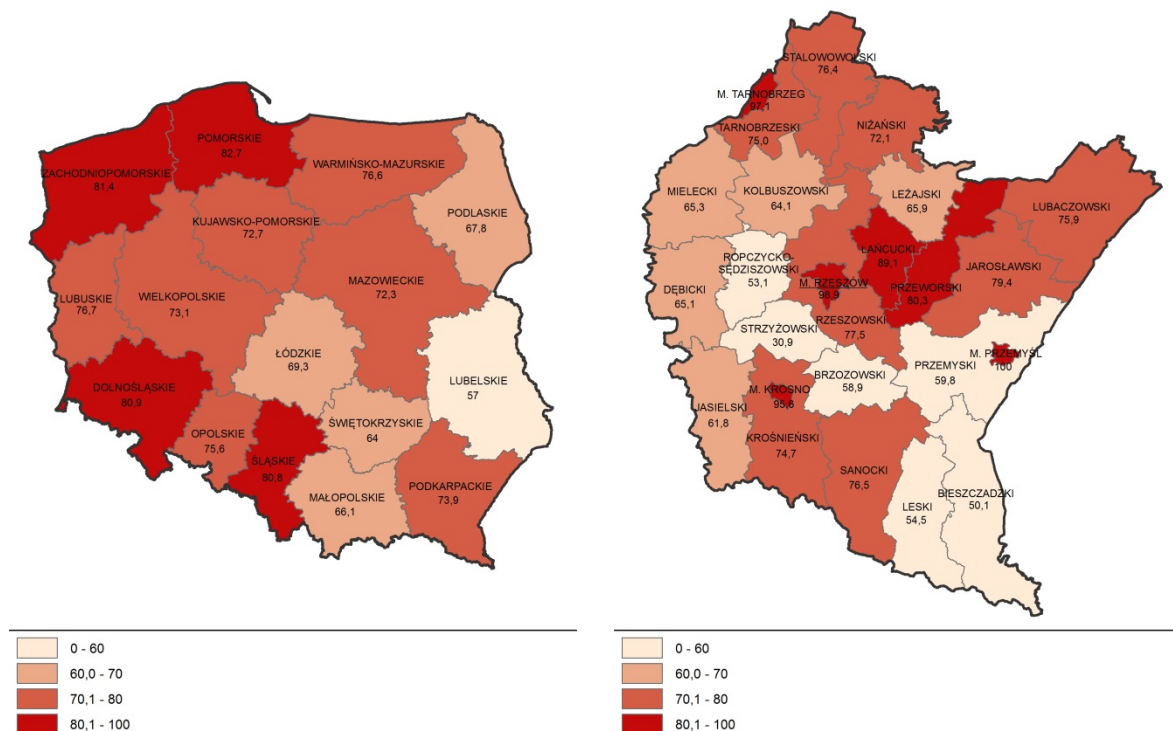 POMORSKIE
82,7
ZACHODNIOPOMORSKIE
81,4
WARMIŃSKO-MAZURSKIE
76,6
PODLASKIE
67,8
KUJAWSKO-POMORSKIE
72,7
MAZOWIECKIE
72,3
LUBUSKIE
76,7
WIELKOPOLSKIE
73,1
ŁÓDZKIE
69,3
LUBELSKIE
57
DOLNOŚLĄSKIE
80,9
OPOLSKIE
75,6
ŚLĄSKIE
80,8
ŚWIĘTOKRZYSKIE
64
MAŁOPOLSKIE
66,1
PODKARPACKIE
73,9
0 - 60
60,0 - 70
70,1 - 80
80,1 - 100
STALOWOWOLSKI
76,4
M. TARNOBRZEG
97,1
TARNOBRZESKI
75,0
NIŻAŃSKI
72,1
MIELECKI
65,3
KOLBUSZOWSKI
64,1
LEŻAJSKI
65,9
LUBACZOWSKI
75,9
ROPCZYCKO-
SĘDZISZOWSKI
53,1
ŁAŃCUCKI
89,1
JAROSŁAWSKI
79,4
DĘBICKI
65,1
M. RZESZÓW
98,9
PRZEWORSKI
80,3
STRZYŻOWSKI
30,9
RZESZOWSKI
77,5
M. PRZEMYŚL
100
PRZEMYSKI
59,8
BRZOZOWSKI
58,9
M. KROSNO
95,6
JASIELSKI
61,8
KROŚNIEŃSKI
74,7
SANOCKI
76,5
LESKI
54,5
BIESZCZADZKI
50,1
0 - 60
60,0 - 70
70,1 - 80
80,1 - 100